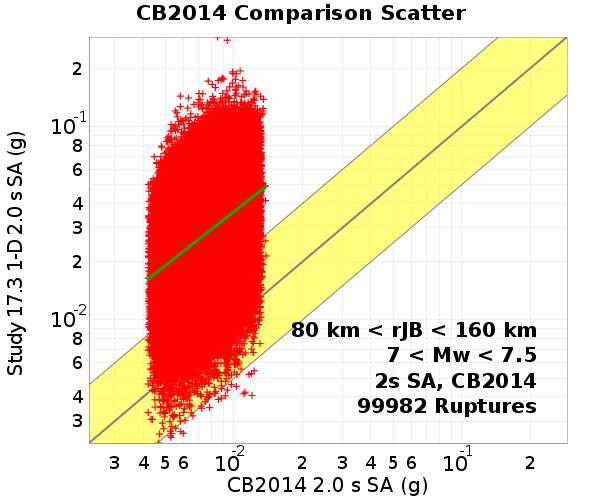 CB2014 Comparison Scatter
Study 17.3 1-D 2.0 s SA (g)
2
10-1
8
6
4
3
2
10-2
8
6
4
3
80 km < rJB < 160 km
7 < Mw < 7.5
2s SA, CB2014
99982 Ruptures
3 4 5 6 10-2 2 3 4 5 6 10-1 2
CB2014 2.0 s SA (g)